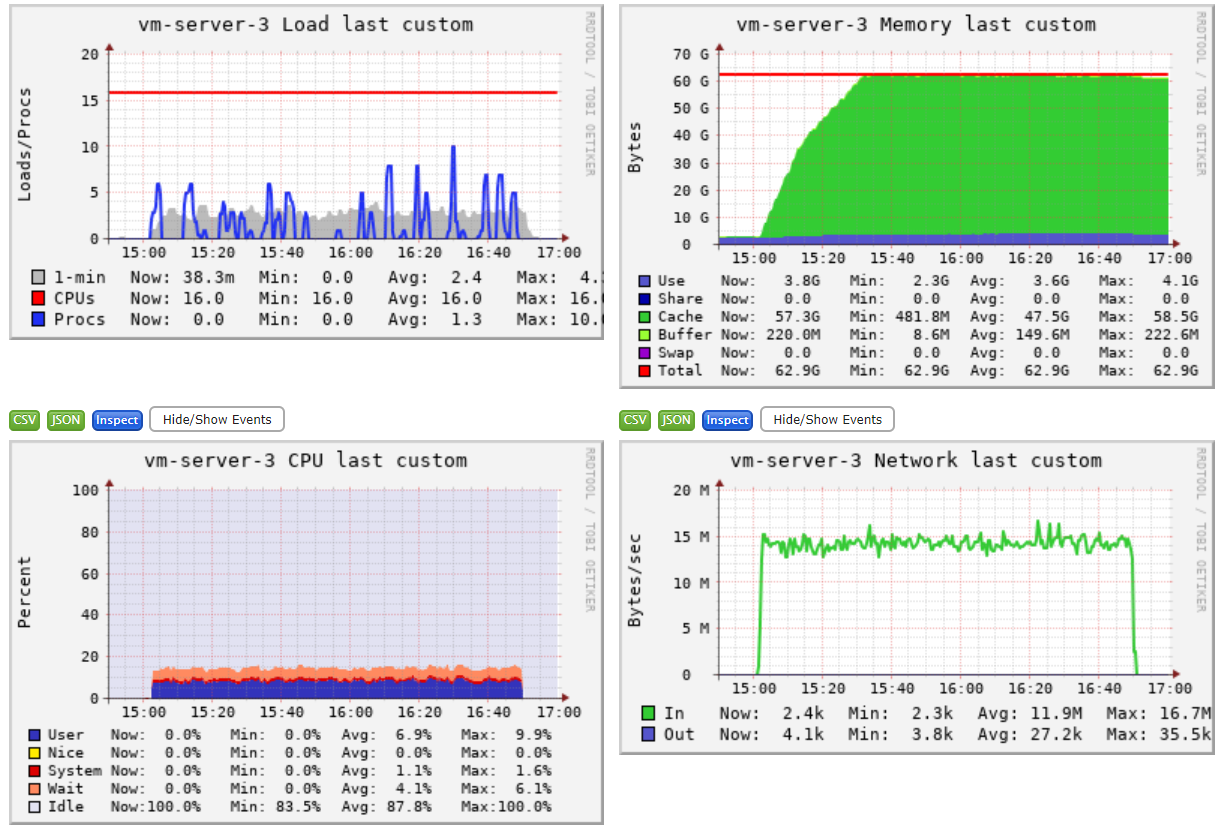 vm-server-3 Load last custom
RRDTOOL / TOBI OETIKER
Loads/Procs
20
15
10
5
0
15:00 15:20 15:40 16:00 16:20 16:40 17:00
1-min Now: 38.3m Min: 0.0 Avg: 2.4 Max: 4.
CPUs Now: 16.0 Min: 16.0 Avg: 16.0 Max: 16.
Procs Now: 0.0 Min: 0.0 Avg: 1.3 Max: 10.
vm-server-3 Memory last custom
RRDTOOL / TOBI OETIKER
Bytes
70 G
60 G
50 G
40 G
30 G
20 G
10 G
0
15:00 15:20 15:40 16:00 16:20 16:40 17:00
Use Now: 3.8G Min: 2.3G Avg: 3.6G Max: 4.1G
Share Now: 0.0 Min: 0.0 Avg: 0.0 Max: 0.0
Cache Now: 57.3G Min: 481.8M Avg: 47.5G Max: 58.5G
Buffer Now: 220.0M Min: 8.6M Avg: 149.6M Max: 222.6M
Swap Now: 0.0 Min: 0.0 Avg: 0.0 Max: 0.0
Total Now: 62.9G Min: 62.9G Avg: 62.9G Max: 62.9G
CSV JSON Inspect Hide/Show Events
CSV JSON Inspect Hide/Show Events
vm-server-3 CPU last custom
RRDTOOL / TOBI OETIKER
Percent
100
80
60
40
20
0
15:00 15:20 15:40 16:00 16:20 16:40 17:00
User Now: 0.0% Min: 0.0% Avg: 6.9% Max: 9.9%
Nice Now: 0.0% Min: 0.0% Avg: 0.0% Max: 0.0%
System Now: 0.0% Min: 0.0% Avg: 1.1% Max: 1.6%
Wait Now: 0.0% Min: 0.0% Avg: 4.1% Max: 6.1%
Idle Now:100.0% Min: 83.5% Avg: 87.8% Max:100.0%
vm-server-3 Network last custom
RRDTOOL / TOBI OETIKER
Bytes/sec
20 M
15 M
10 M
5 M
0
15:00 15:20 15:40 16:00 16:20 16:40 17:00
In Now: 2.4k Min: 2.3k Avg: 11.9M Max: 16.7M
Out Now: 4.1k Min: 3.8k Avg: 27.2k Max: 35.5k